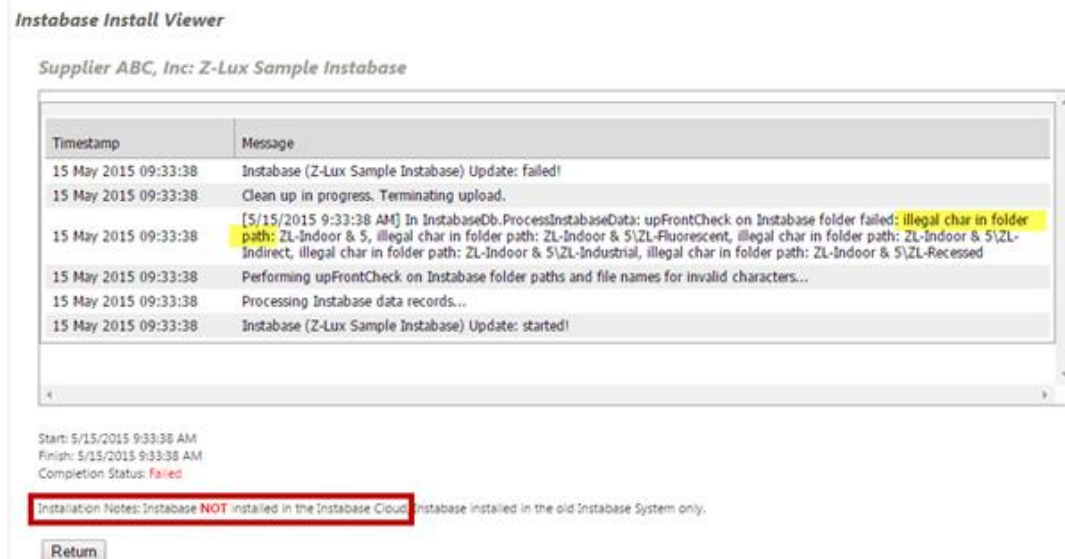 Instabase Install Viewer
Supplier ABC, Inc: Z-Lux Sample Instabase
Timestamp Message
15 May 2015 09:33:38 Instabase (Z-Lux Sample Instabase) Update: failed!
15 May 2015 09:33:38 Clean up in progress. Terminating upload.
[5/15/2015 9:33:38 AM] In InstabaseDb.ProcessInstabaseData: upFrontCheck on Instabase folder failed: illegal char in folder
15 May 2015 09:33:38 path: ZL-Indoor & 5, illegal char in folder path: ZL-Indoor & 5\ZL-Fluorescent, illegal char in folder path: ZL-Indoor & 5\ZL-
Indirect, illegal char in folder path: ZL-Indoor & 5\ZL-Industrial, illegal char in folder path: ZL-Indoor & 5\ZL-Recessed
15 May 2015 09:33:38 Performing upFrontCheck on Instabase folder paths and file names for invalid characters...
15 May 2015 09:33:38 Processing Instabase data records...
15 May 2015 09:33:38 Instabase (Z-Lux Sample Instabase) Update: started!
Start: 5/15/2015 9:33:38 AM
Finish: 5/15/2015 9:33:38 AM
Completion Status: Failed
Installation Notes: Instabase NOT installed in the Instabase Cloud. Instabase installed in the old Instabase System only.
Return